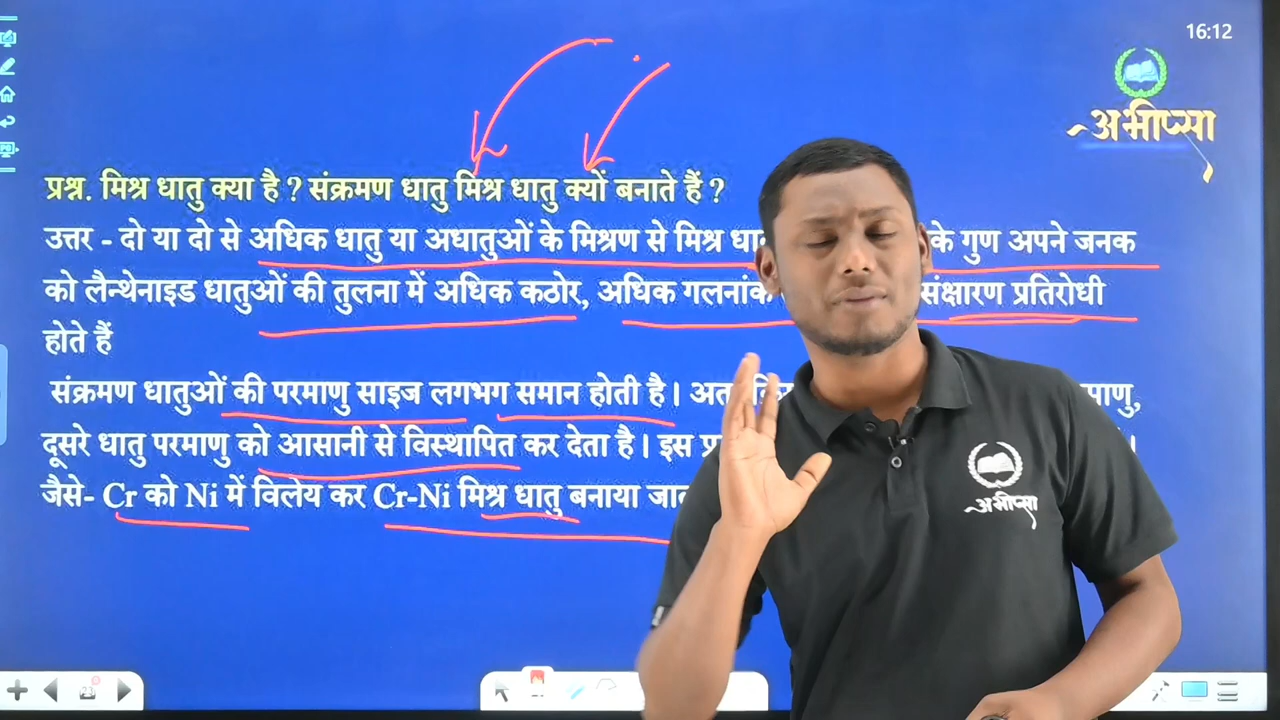 16:12
अभीप्सा
प्रश्न. मिश्र धातु क्या है ? संक्रमण धातु मिश्र धातु क्यों बनाते हैं ?
उत्तर - दो या दो से अधिक धातु या अधातुओं के मिश्रण से मिश्र के गुण अपने जनक
को लैन्थेनाइड धातुओं की तुलना में अधिक कठोर, अधिक गलनांक संक्षारण प्रतिरोधी
होते हैं
संक्रमण धातुओं की परमाणु साइज लगभग समान होती है।
दूसरे धातु परमाणु को आसानी से विस्थापित कर देता है। इस
जैसे- Cr को Ni में विलेय कर Cr-Ni मिश्र धातु बनाया
अभीप्सा